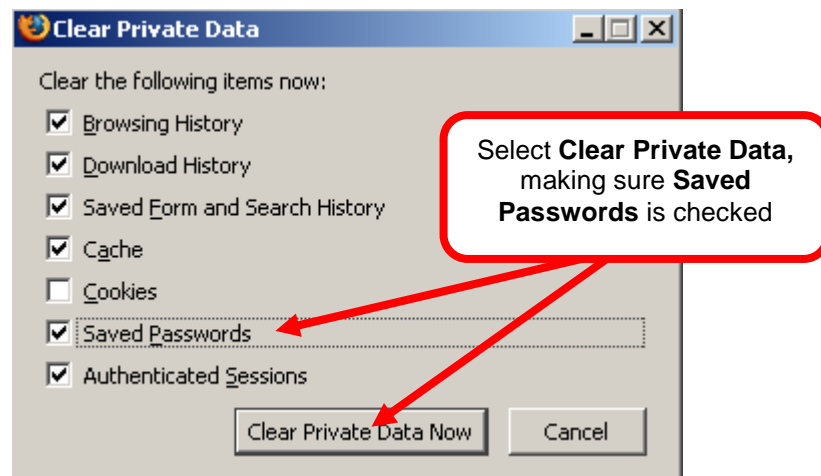 Clear Private Data
Clear the following items now:
Browsing History
Download History
Saved Form and Search History
Cache
Cookies
Saved Passwords
Authenticated Sessions
Clear Private Data Now
Cancel
Select Clear Private Data,
making sure Saved
Passwords is checked